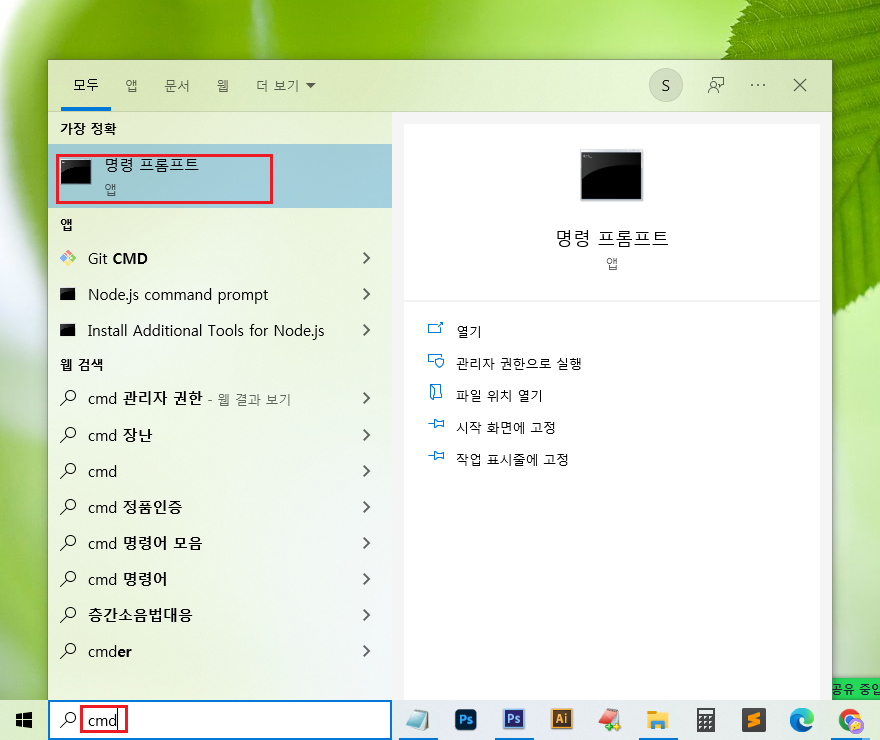 모두 앱 문서 웹 더 보기
S
가장 정확
명령 프롬프트
앱
앱
Git CMD
Node.js command prompt
Install Additional Tools for Node.js
웹 검색
cmd 관리자 권한 - 웹 결과 보기
cmd 장난
cmd
cmd 정품인증
cmd 명령어 모음
cmd 명령어
층간소음법대응
cmder
명령 프롬프트
앱
열기
관리자 권한으로 실행
파일 위치 열기
시작 화면에 고정
작업 표시줄에 고정
공유 중입
cmd
Ps
Ps
Ai